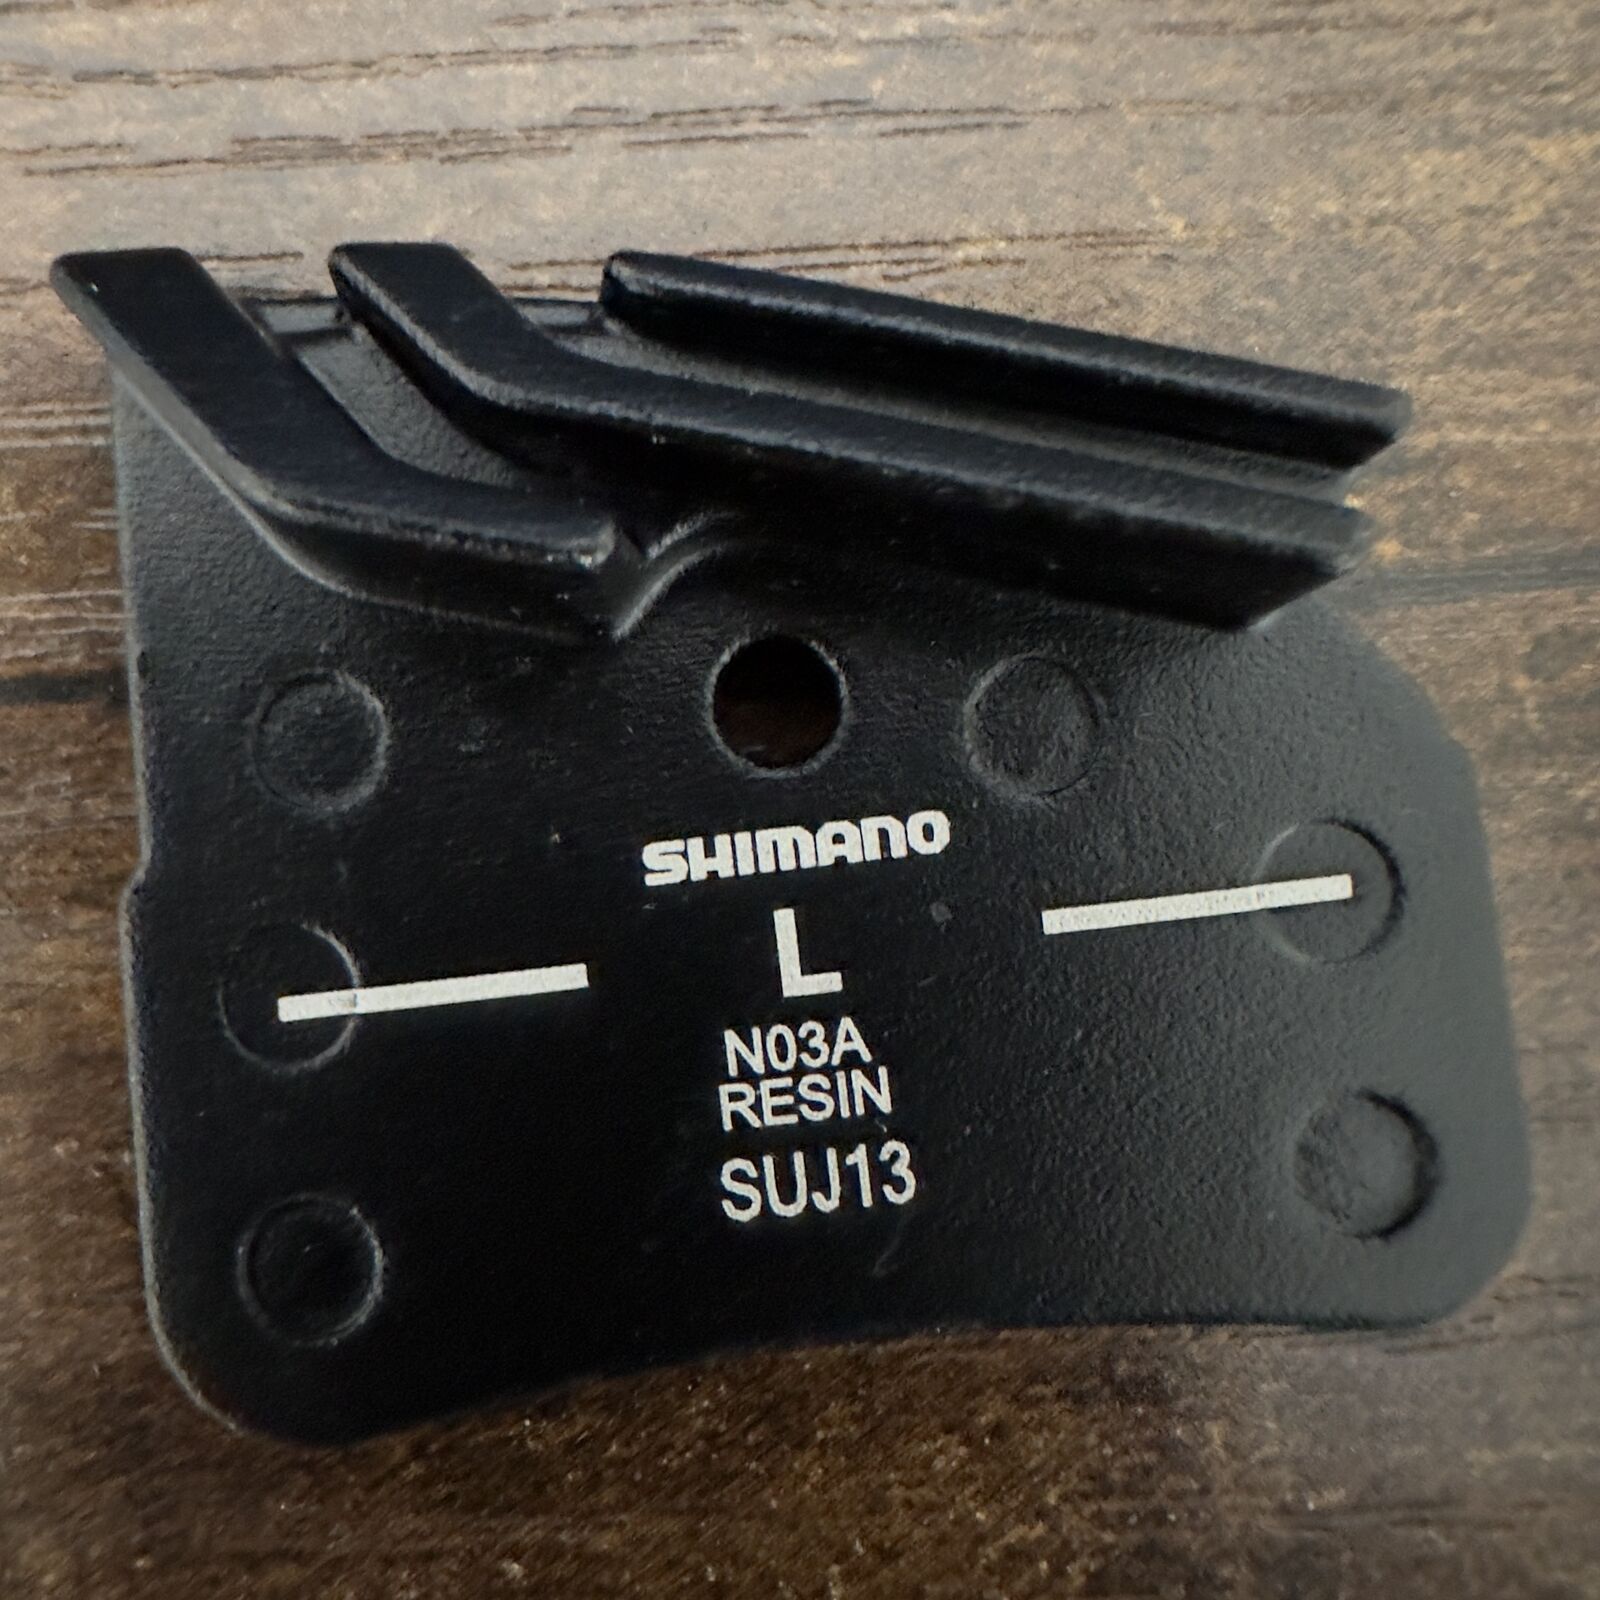 SHIMANO
L
N03A
RESIN
SUJ13